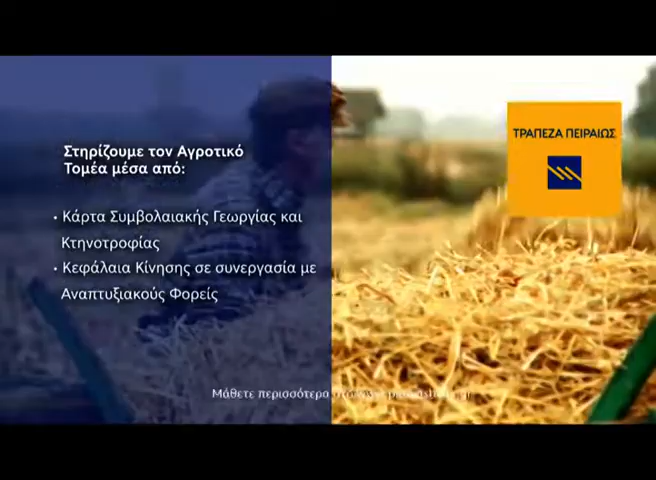 Στηρίζουμε τον Αγροτικό
Τομέα μέσα από:
• Κάρτα Συμβολαιακής Γεωργίας και
Κτηνοτροφίας
• Κεφάλαια Κίνησης σε συνεργασία με
Αναπτυξιακούς Φορείς
ΤΡΑΠΕΖΑ ΠΕΙΡΑΙΩΣ
Μάθετε περισσότερα